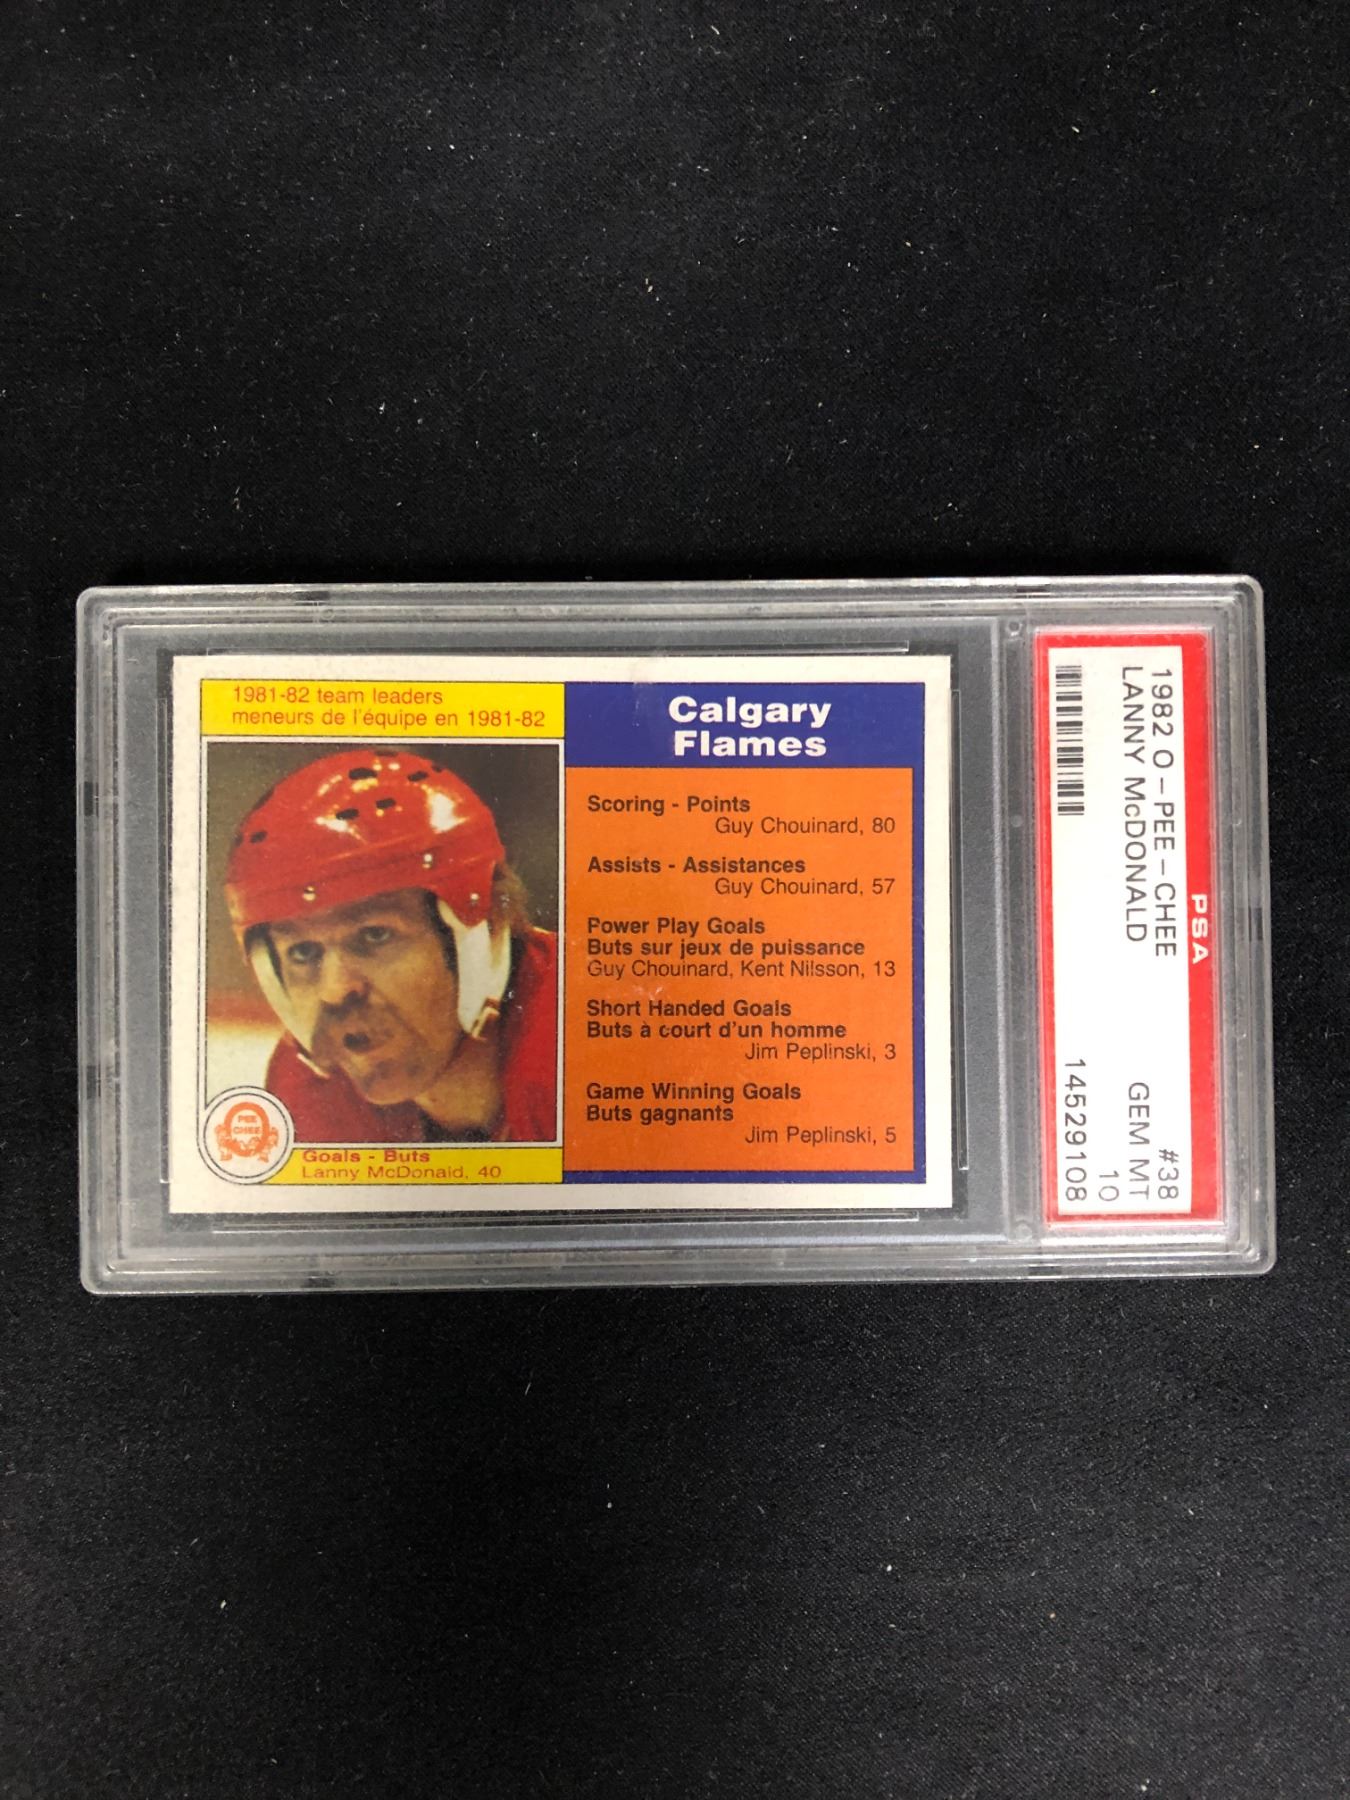 1981-82 team leaders
meneurs de l'équipe en 1981-82
PEE
CHEE
Goals - Buts
Lanny McDonald, 40
Calgary
Flames
Scoring - Points
Guy Chouinard, 80
Assists - Assistances
Guy Chouinard, 57
Power Play Goals
Buts sur jeux de puissance
Guy Chouinard, Kent Nilsson, 13
Short Handed Goals
Buts à court d'un homme
Jim Peplinski, 3
Game Winning Goals
Buts gagnants
Jim Peplinski, 5
PSA
1982 O-PEE-CHEE #38
LANNY McDONALD GEM MT
10
14529108